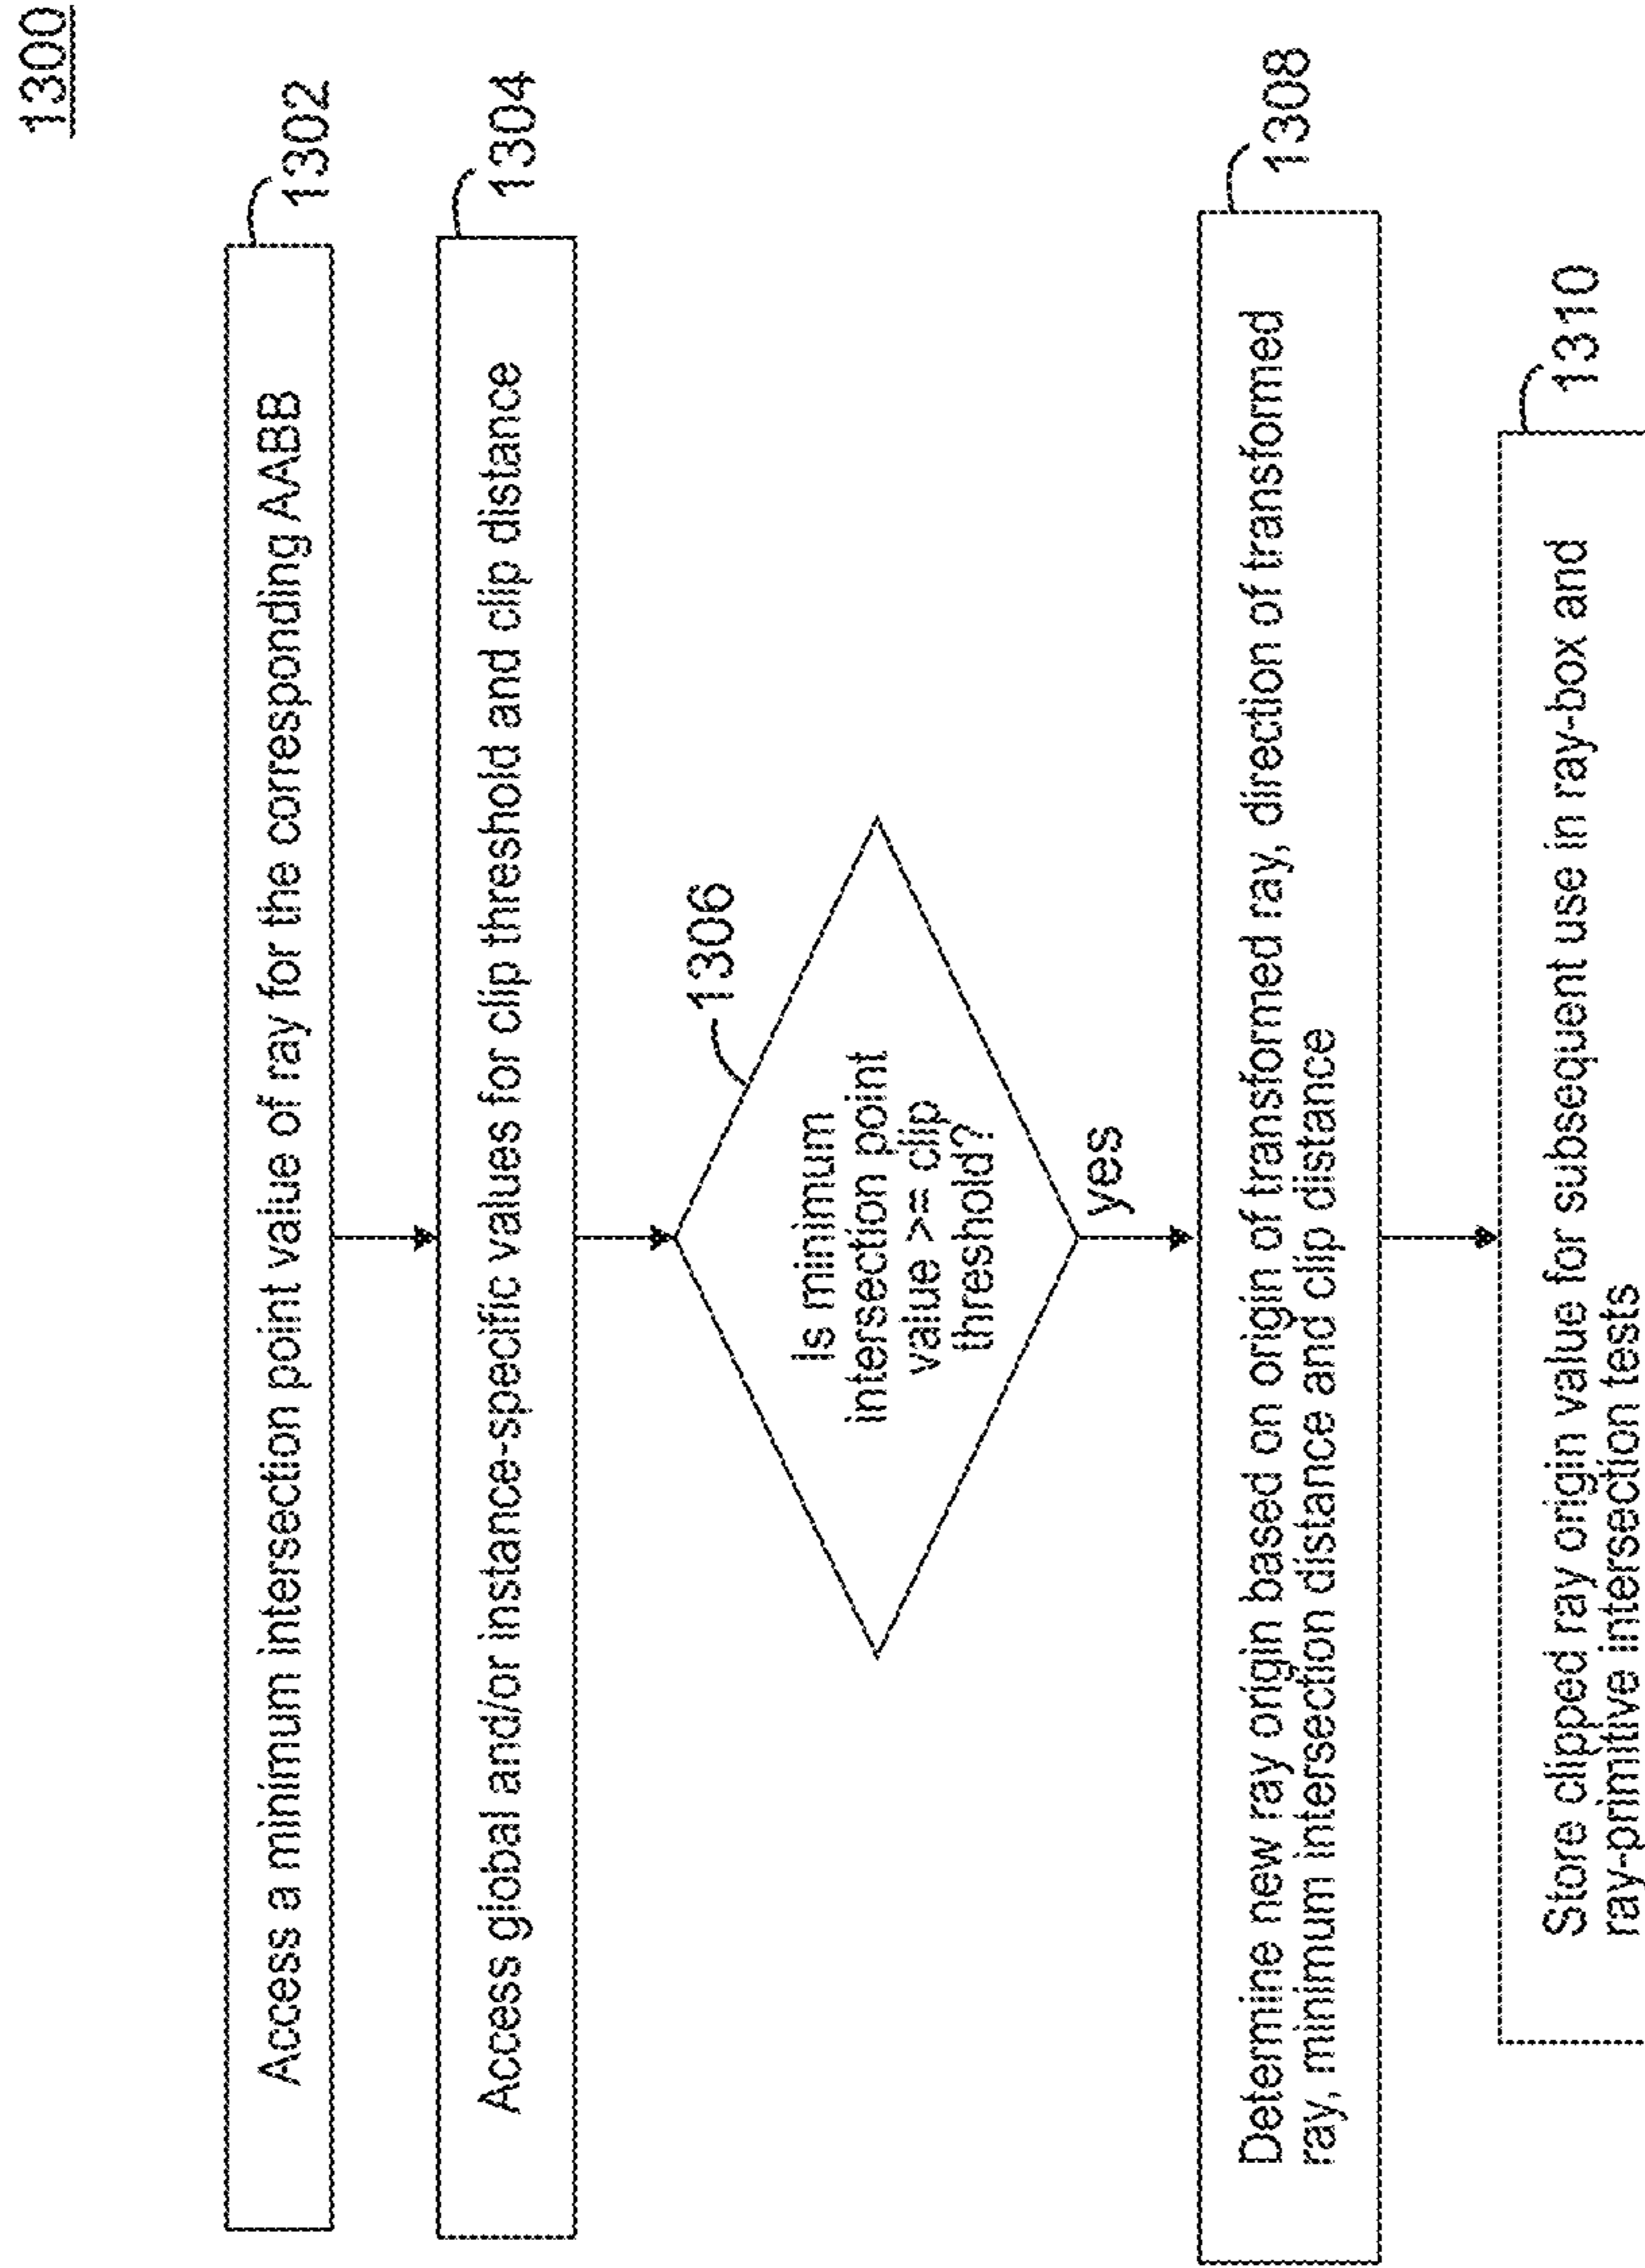 1300
Access a minimum intersection point value of ray for the corresponding AABB
1302
Access global and/or instance-specific values for clip threshold and clip distance
1304
1306
Is minimum
intersection point
value >= clip
threshold?
yes
Determine new ray origin based on origin of transformed ray, direction of transformed
ray, minimum intersection distance and clip distance
1308
Store clipped ray origin value for subsequent use in ray-box and
ray-primitive intersection tests
1310